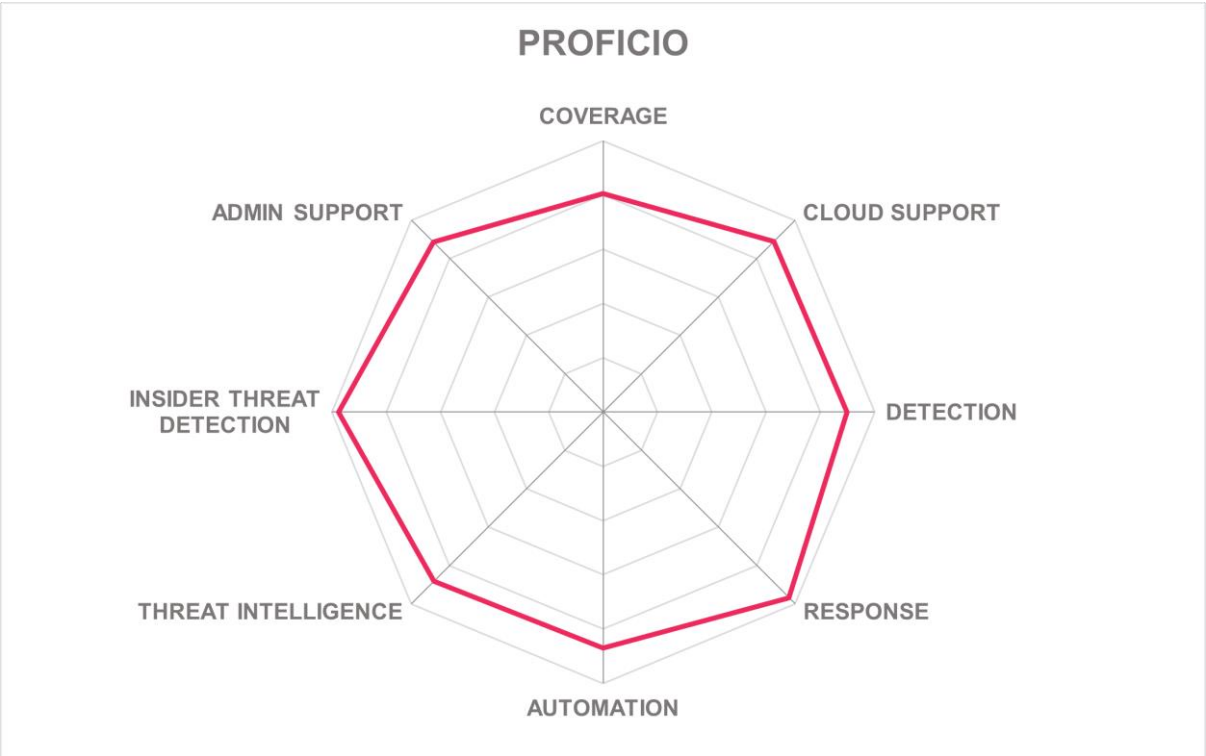 PROFICIO
COVERAGE
ADMIN SUPPORT
CLOUD SUPPORT
INSIDER THREAT
DETECTION
DETECTION
THREAT INTELLIGENCE
RESPONSE
AUTOMATION